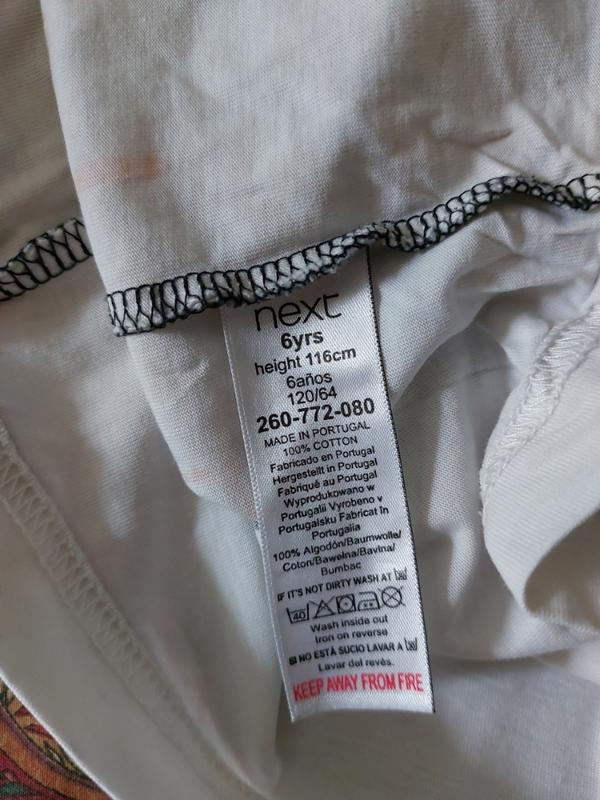 next
6yrs
height 116cm
6años
120/64
260-772-080
MADE IN PORTUGAL
100% COTTON
Fabricado en Portugal
Hergestellt in Portugal
Fabriqué au Portugal
Wyprodukowano w
Portugalii Vyrobeno v
Portugalsku Fabricat în
Portugalia
100% Algodón/Baumwolle/
Coton/Bawełna/Bavlna/
Bumbac
IF IT'S NOT DIRTY WASH AT
40
Wash inside out
Iron on reverse
SI NO ESTÁ SUCIO LAVAR A
Lavar del revés.
KEEP AWAY FROM FIRE